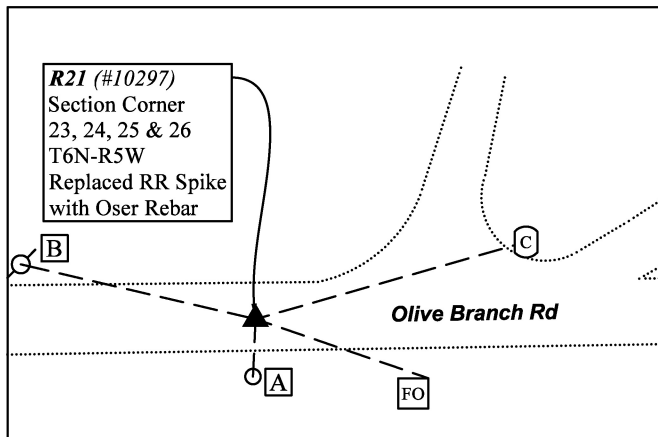 R21 (#10297)
Section Corner
23, 24, 25 & 26
T6N-R5W
Replaced RR Spike
with Oser Rebar
B
C
Olive Branch Rd
A
FO